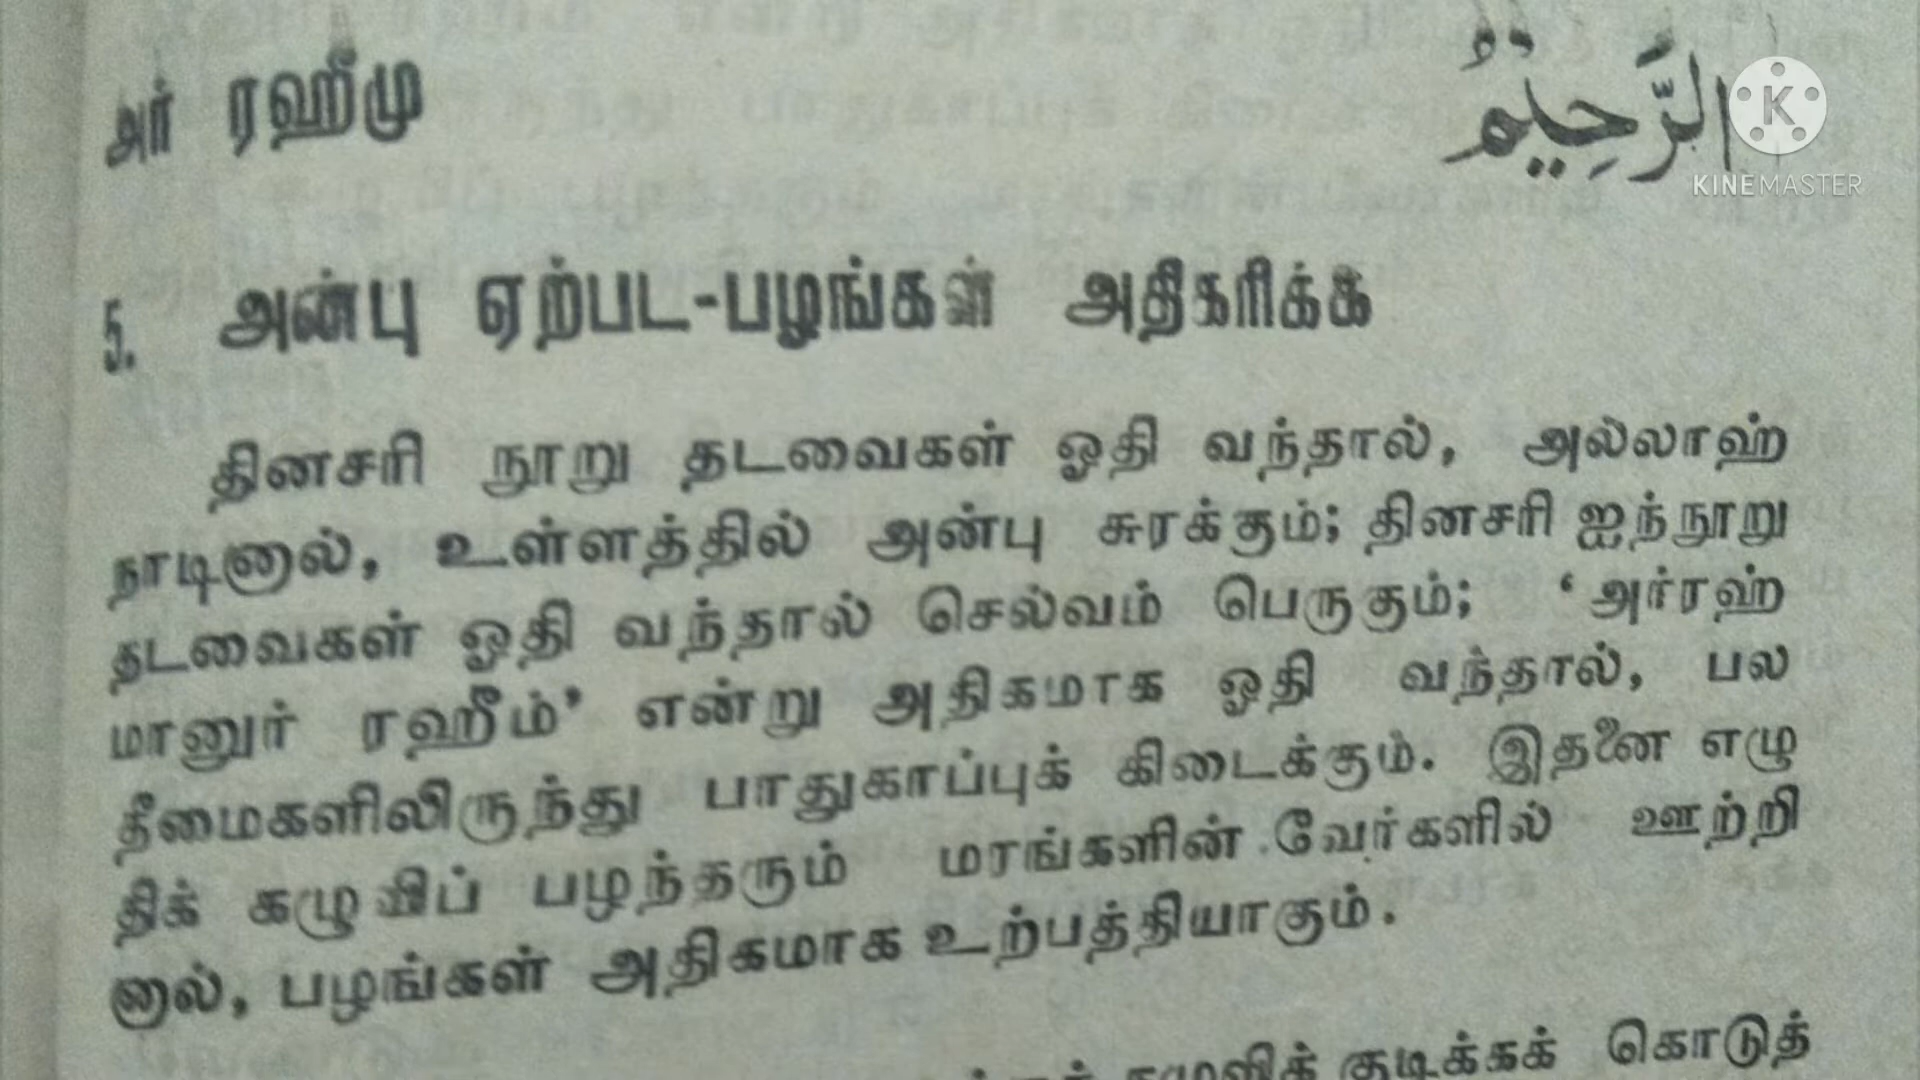 அர் ரஹீமு
الرَّحِيْمُ
KINEMASTER
5. அன்பு ஏற்பட-பழங்கள் அதிகரிக்க
தினசரி நூறு தடவைகள் ஓதி வந்தால், அல்லாஹ்
நாடினால், உள்ளத்தில் அன்பு சுரக்கும்; தினசரி ஐந்நூறு
தடவைகள் ஓதி வந்தால் செல்வம் பெருகும்; ‘அர்ரஹ்
மானுர் ரஹீம்’ என்று அதிகமாக ஓதி வந்தால், பல
தீமைகளிலிருந்து பாதுகாப்புக் கிடைக்கும். இதனை எழு
திக் கழுவிப் பழந்தரும் மரங்களின் வேர்களில் ஊற்றி
னால், பழங்கள் அதிகமாக உற்பத்தியாகும்.
குடிக்கக் கொடுத்